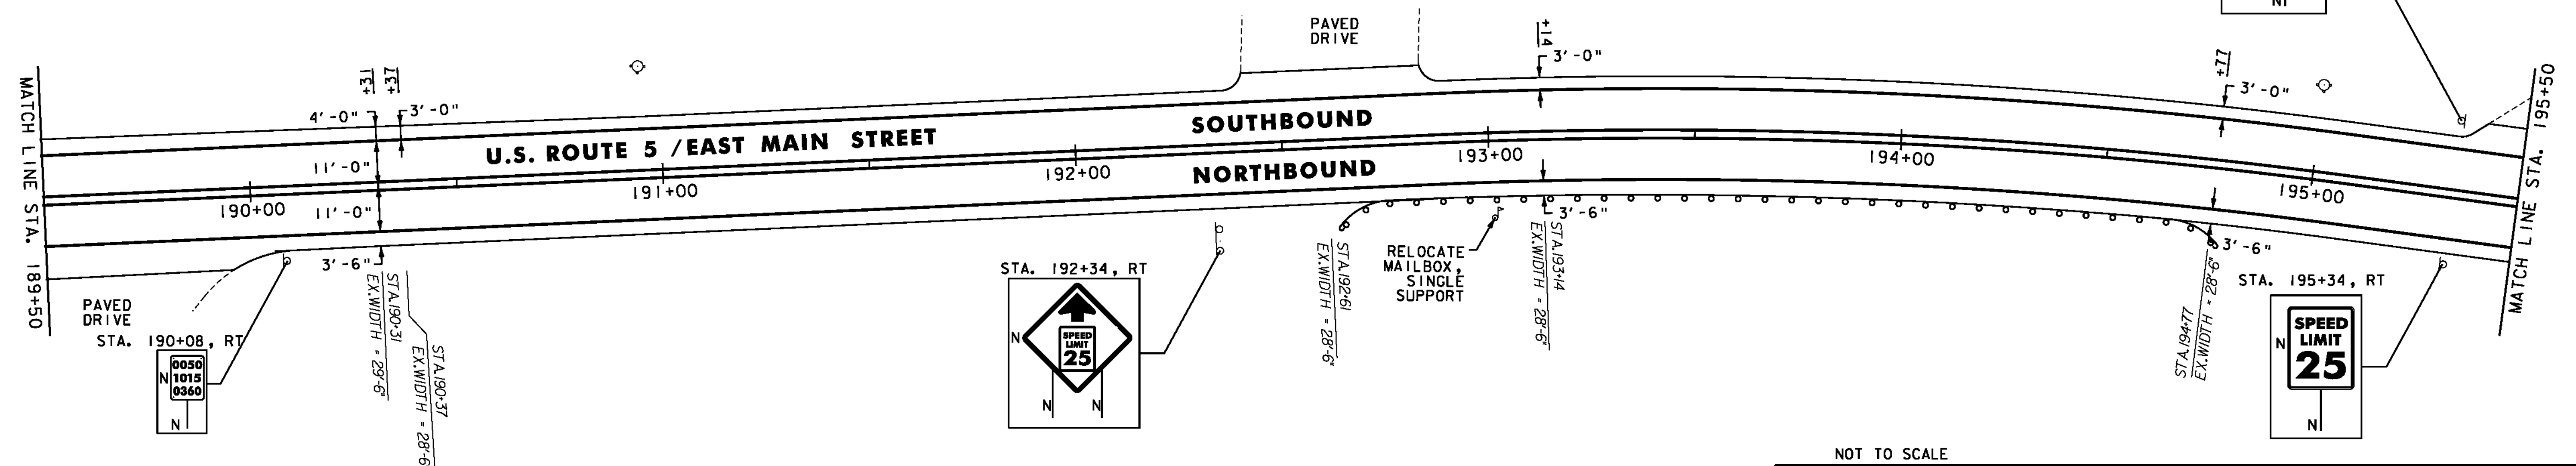 NI
PAVED
DRIVE
+31
+37
+14
+77
4'-0"
3'-0"
3'-0"
3'-0"
MATCH LINE STA. 189+50
MATCH LINE STA. 195+50
U.S. ROUTE 5 /EAST MAIN STREET
SOUTHBOUND
NORTHBOUND
11'-0"
11'-0"
190+00
191+00
192+00
193+00
194+00
195+00
3'-6"
3'-6"
3'-6"
STA.190+31
EX.WIDTH = 29'-6"
STA.190+37
EX.WIDTH = 28'-6
STA.192+61
EX.WIDTH = 28'-6"
STA.193+14
EX.WIDTH = 28'-6"
STA.194+77
EX.WIDTH = 28'-6"
RELOCATE
MAILBOX,
SINGLE
SUPPORT
PAVED
DRIVE
STA. 190+08, RT
0050
N 1015
0360
N
STA. 192+34, RT
N
SPEED
LIMIT
25
N N
STA. 195+34, RT
SPEED
N LIMIT
25
N
NOT TO SCALE